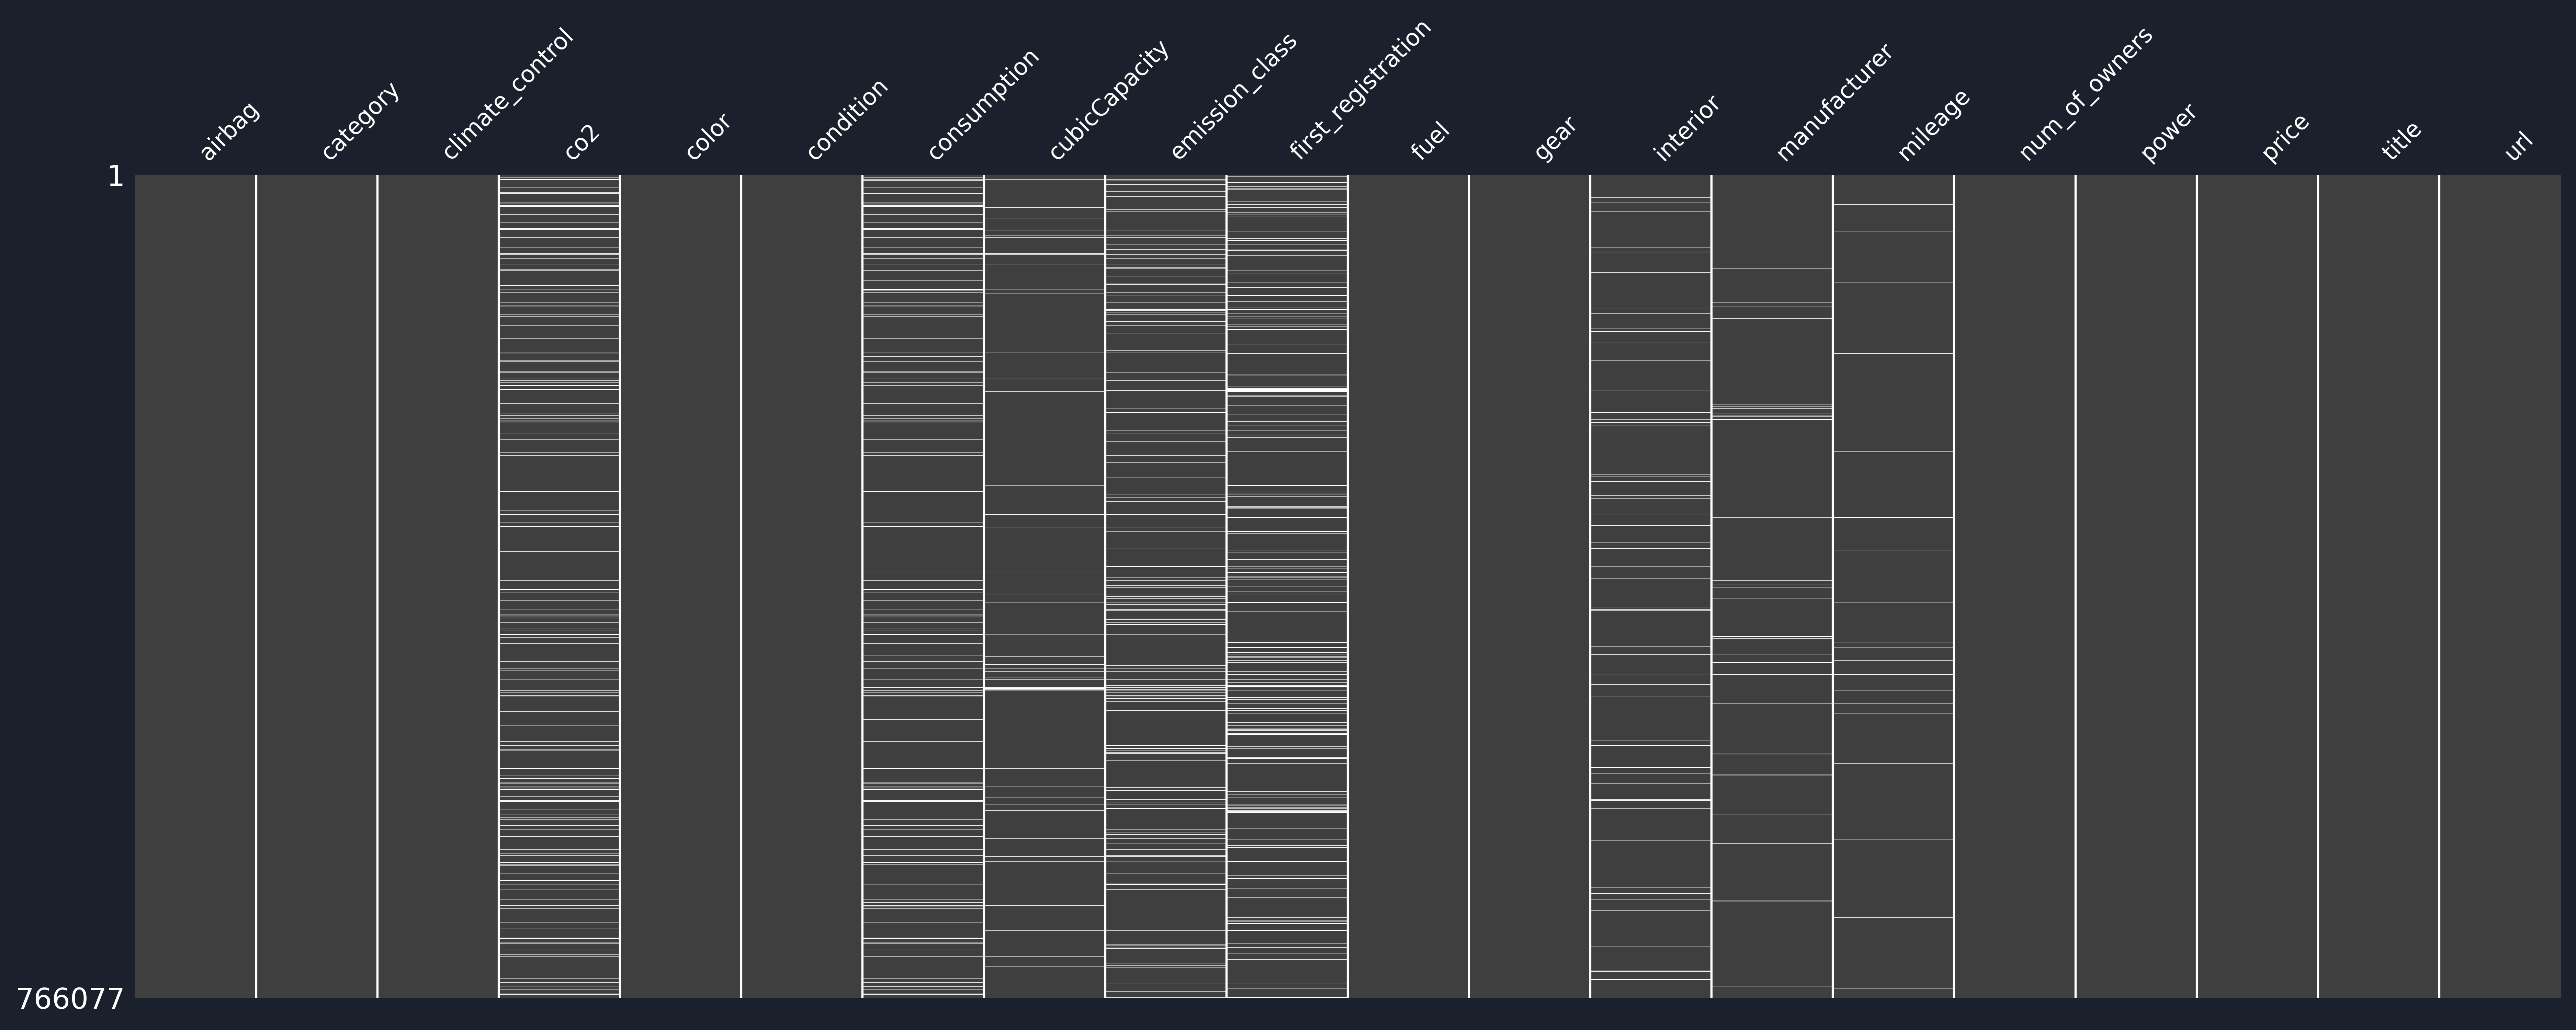 airbag
category
climate_control
co2
color
condition
consumption
cubicCapacity
emission_class
first_registration
fuel
gear
interior
manufacturer
mileage
num_of_owners
power
price
title
url
1
766077